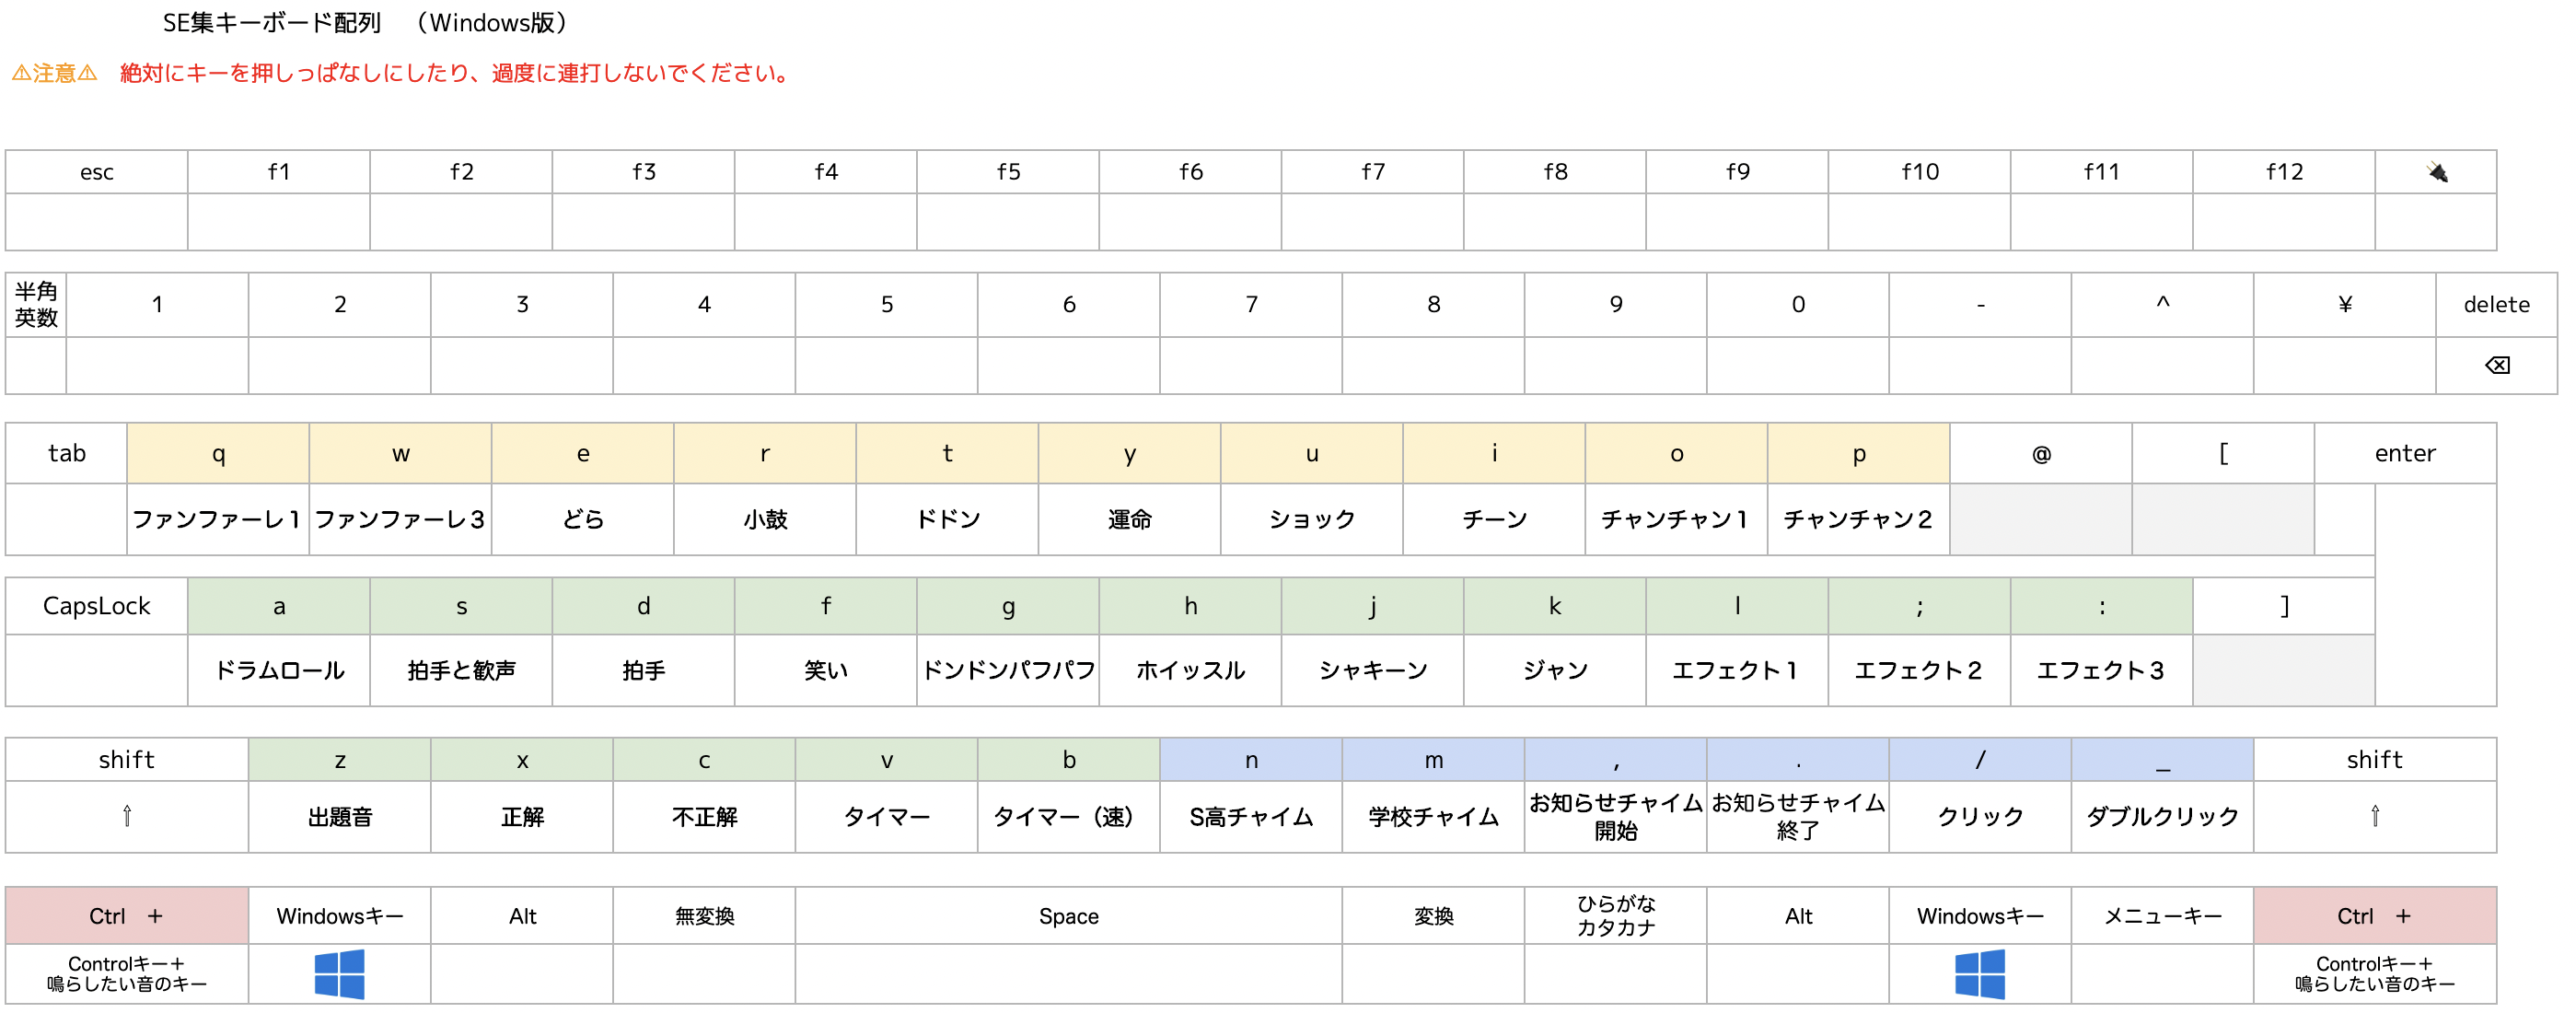 SE集キーボード配列　（Windows版）
⚠注意⚠　絶対にキーを押しっぱなしにしたり、過度に連打しないでください。
esc f1 f2 f3 f4 f5 f6 f7 f8 f9 f10 f11 f12 🔌
半角英数 1 2 3 4 5 6 7 8 9 0 - ^ ¥ delete
⌫
tab q w e r t y u i o p @ [ enter
ファンファーレ１ ファンファーレ３ どら 小鼓 ドドン 運命 ショック チーン チャンチャン１ チャンチャン２
CapsLock a s d f g h j k l ; : ]
ドラムロール 拍手と歓声 拍手 笑い ドンドンパフパフ ホイッスル シャキーン ジャン エフェクト１ エフェクト２ エフェクト３
shift z x c v b n m , . / _ shift
⇧ 出題音 正解 不正解 タイマー タイマー（速） S高チャイム 学校チャイム お知らせチャイム開始 お知らせチャイム終了 クリック ダブルクリック ⇧
Ctrl　＋ Windowsキー Alt 無変換 Space 変換 ひらがなカタカナ Alt Windowsキー メニューキー Ctrl　＋
Controlキー＋鳴らしたい音のキー Controlキー＋鳴らしたい音のキー